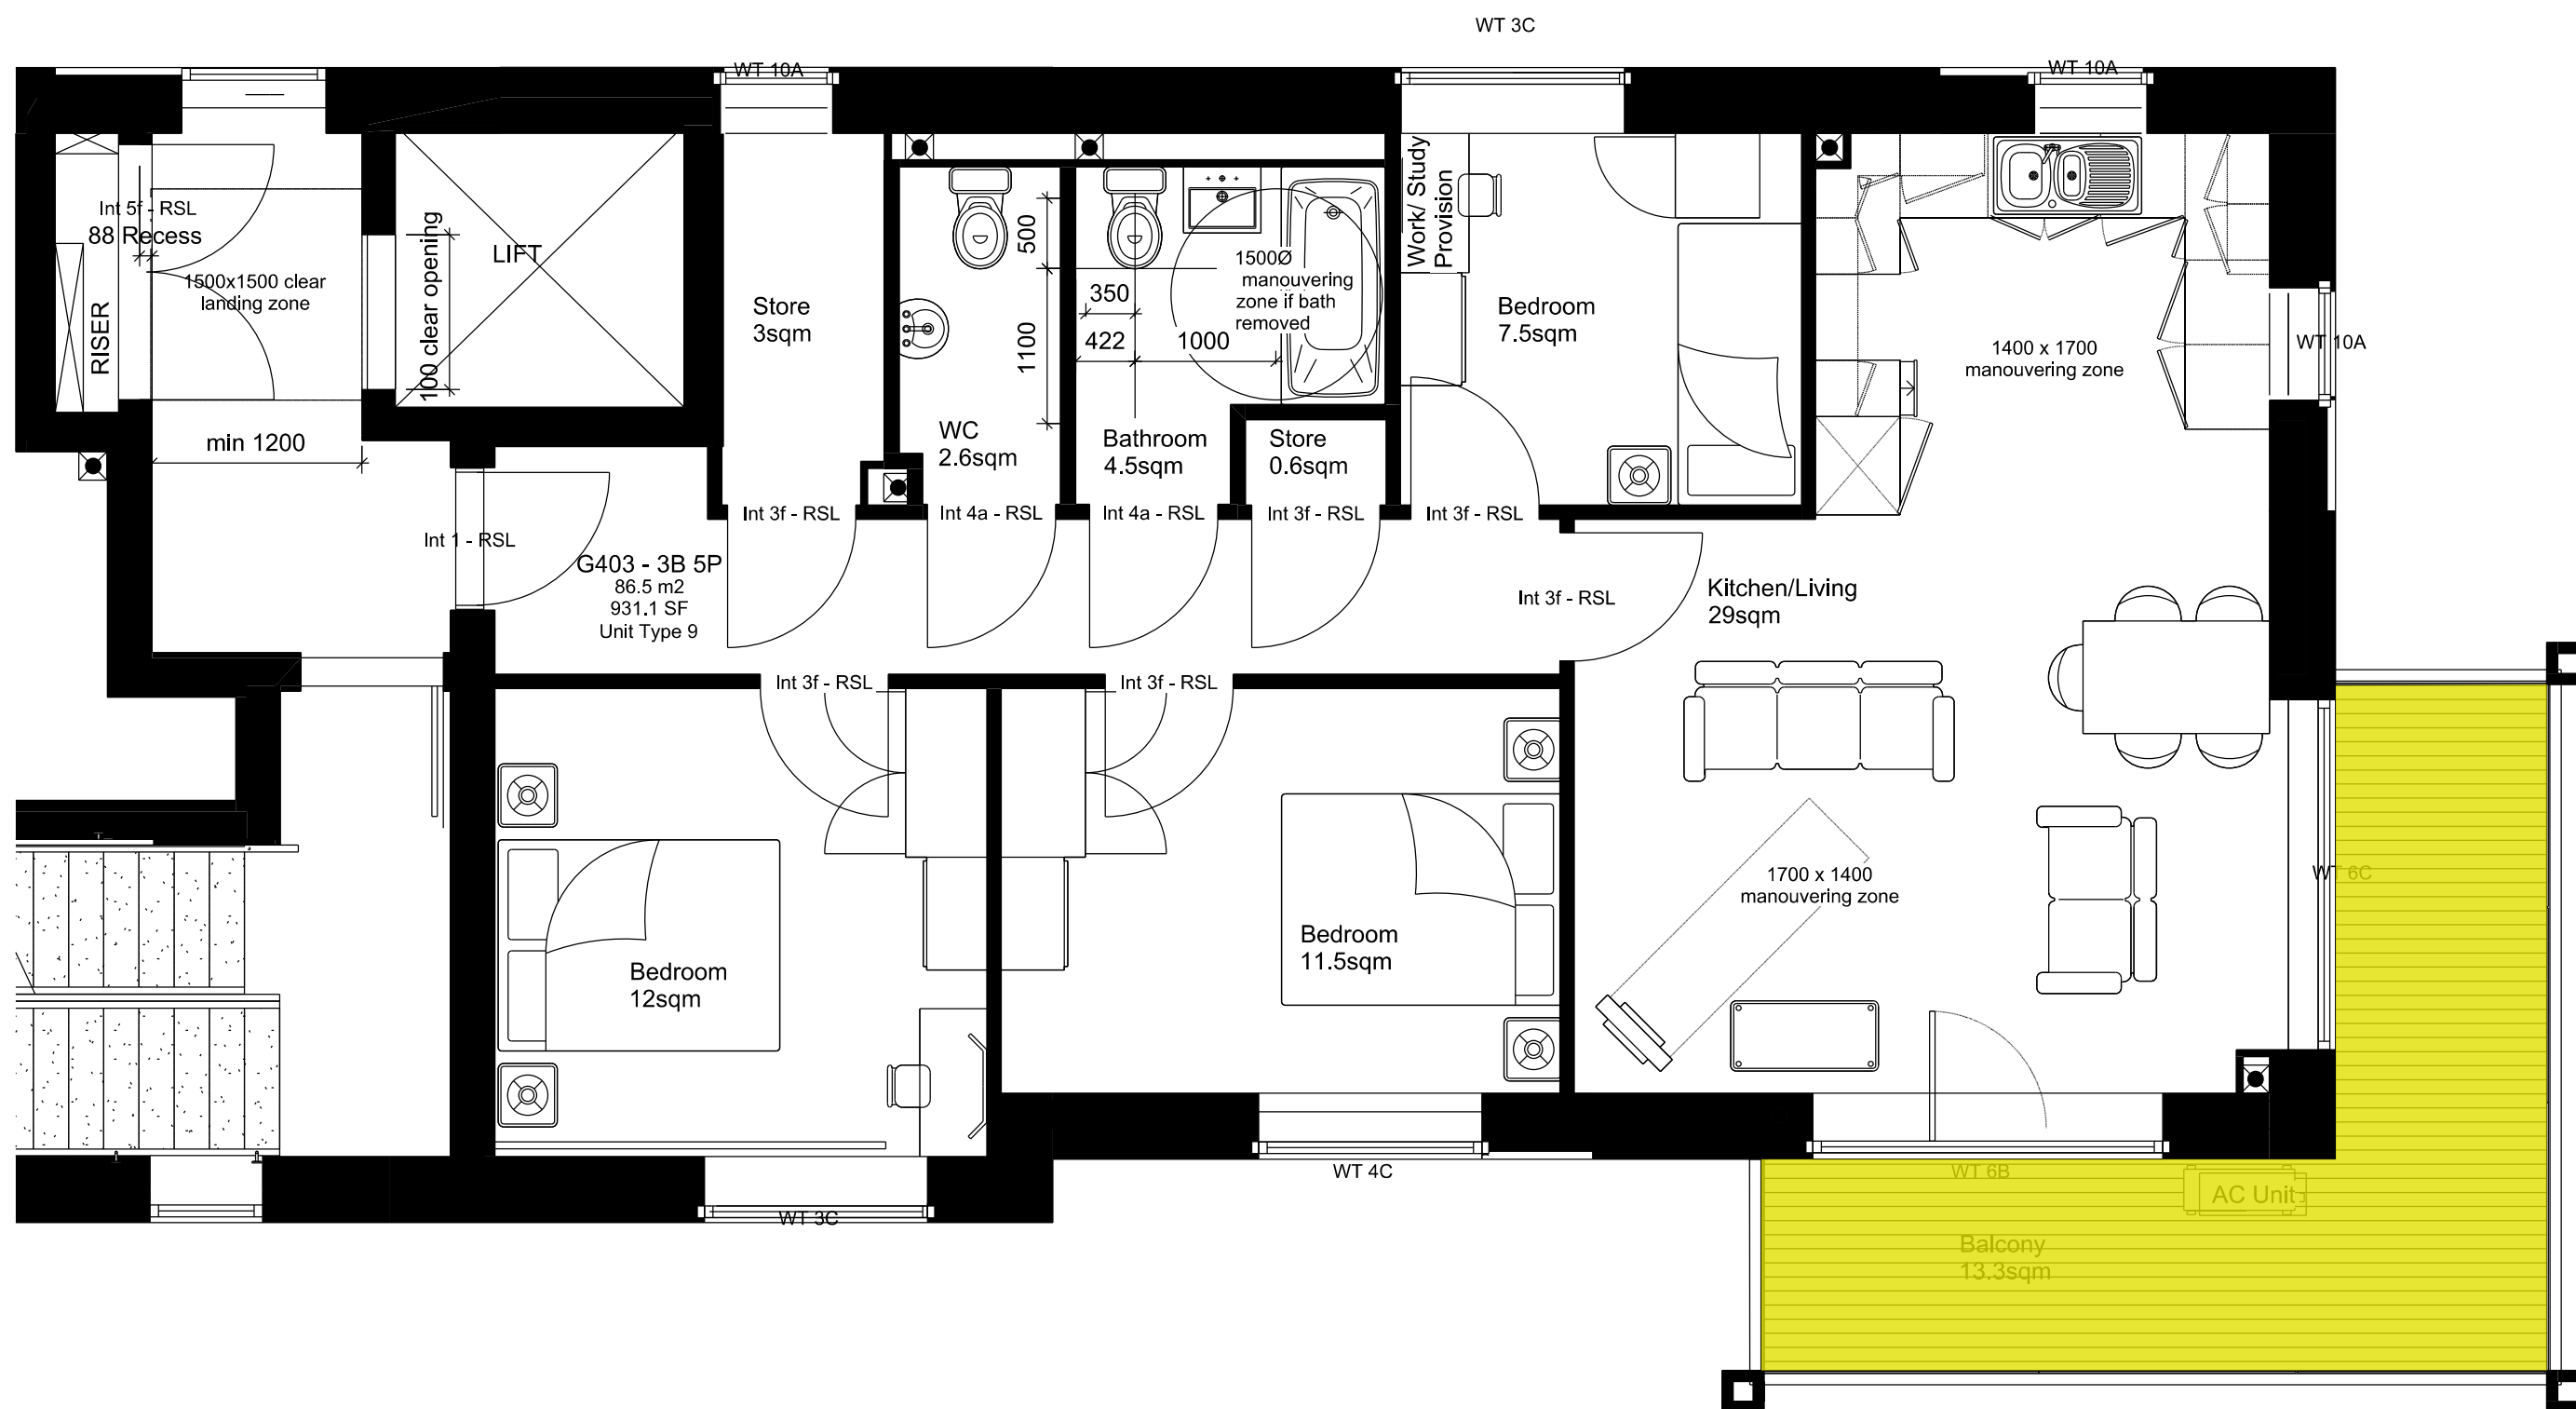 WT 3C
WT 10A
WT 10A
Int 5f - RSL
88 Recess
1500x1500 clear
landing zone
RISER
100 clear opening
LIFT
min 1200
Store
3sqm
500
1100
WC
2.6sqm
350
422
1000
1500Ø
manouvering
zone if bath
removed
Bathroom
4.5sqm
Store
0.6sqm
Work/ Study
Provision
Bedroom
7.5sqm
1400 x 1700
manouvering zone
WT 10A
Int 1 - RSL
Int 3f - RSL
Int 4a - RSL
Int 4a - RSL
Int 3f - RSL
Int 3f - RSL
G403 - 3B 5P
86.5 m2
931.1 SF
Unit Type 9
Int 3f - RSL
Kitchen/Living
29sqm
Int 3f - RSL
Int 3f - RSL
Bedroom
12sqm
Bedroom
11.5sqm
1700 x 1400
manouvering zone
WT 6C
WT 3C
WT 4C
WT 6B
AC Unit
Balcony
13.3sqm